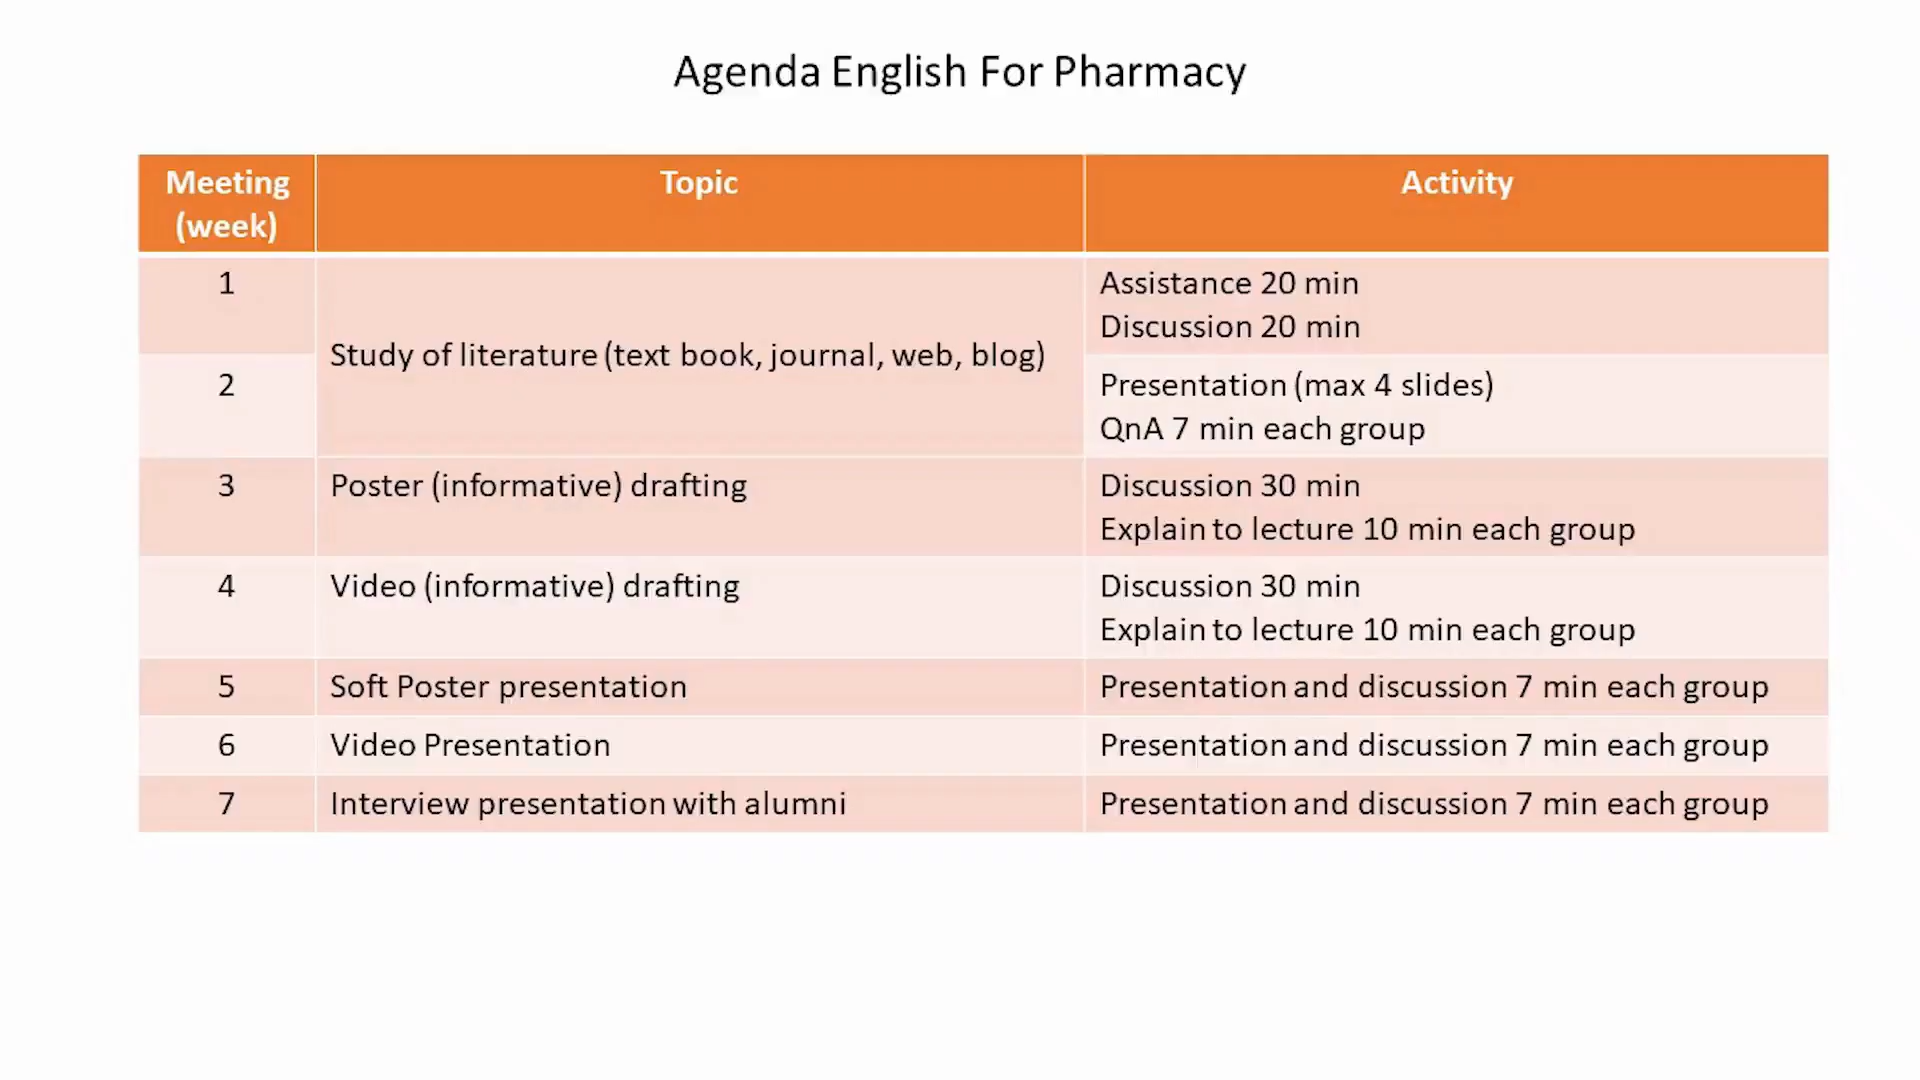 Agenda English For Pharmacy
Meeting
(week)
Topic
Activity
1
Study of literature (text book, journal, web, blog)
Assistance 20 min
Discussion 20 min
2
Presentation (max 4 slides)
QnA 7 min each group
3
Poster (informative) drafting
Discussion 30 min
Explain to lecture 10 min each group
4
Video (informative) drafting
Discussion 30 min
Explain to lecture 10 min each group
5
Soft Poster presentation
Presentation and discussion 7 min each group
6
Video Presentation
Presentation and discussion 7 min each group
7
Interview presentation with alumni
Presentation and discussion 7 min each group